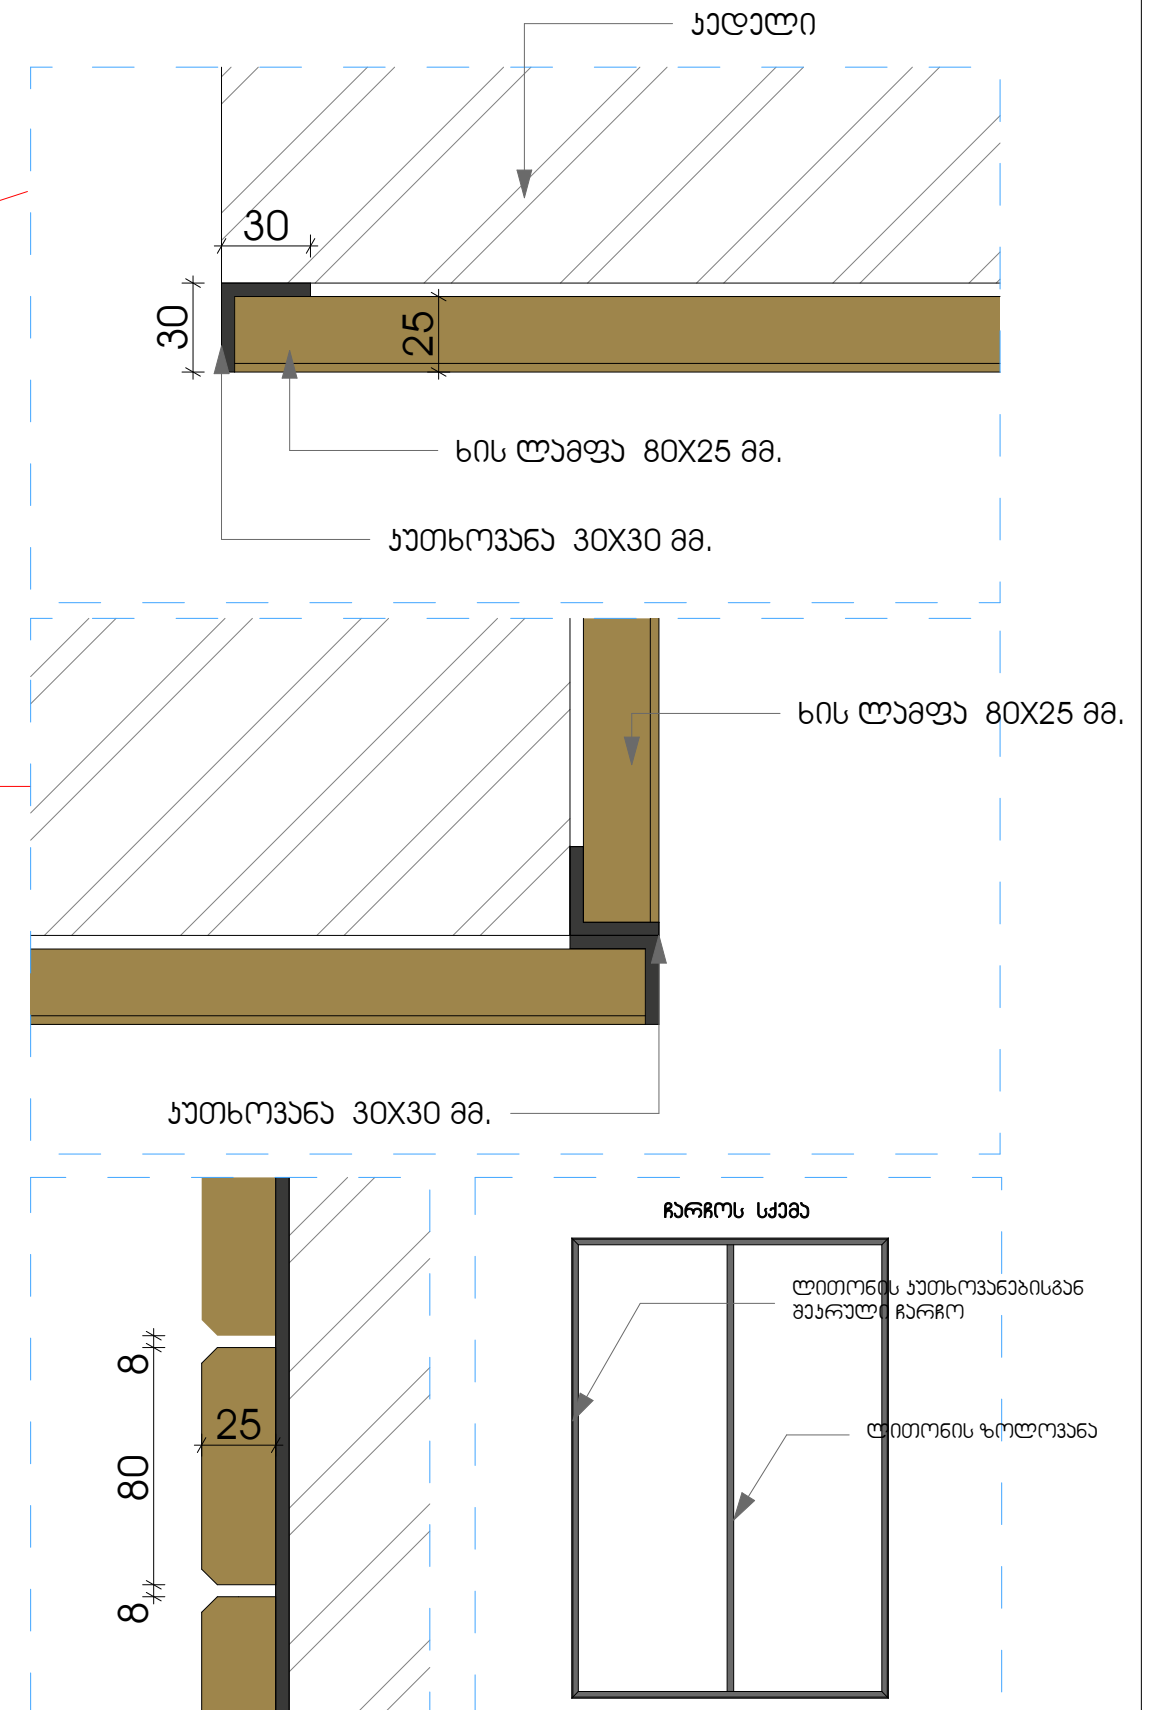 კედელი
30
30
25
ხის ლამფა 80X25 მმ.
კუთხოვანა 30X30 მმ.
ხის ლამფა 80X25 მმ.
კუთხოვანა 30X30 მმ.
8
25
80
8
ჩარჩოს სქემა
ლითონის კუთხოვანებისგან
შეკრული ჩარჩო
ლითონის ზოლოვანა